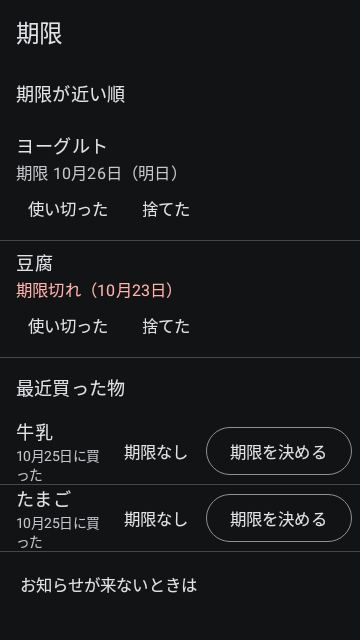 期限
期限が近い順
ヨーグルト
期限 10月26日（明日）
使い切った 捨てた
豆腐
期限切れ（10月23日）
使い切った 捨てた
最近買った物
牛乳
10月25日に買
った
期限なし 期限を決める
たまご
10月25日に買
った
期限なし 期限を決める
お知らせが来ないときは